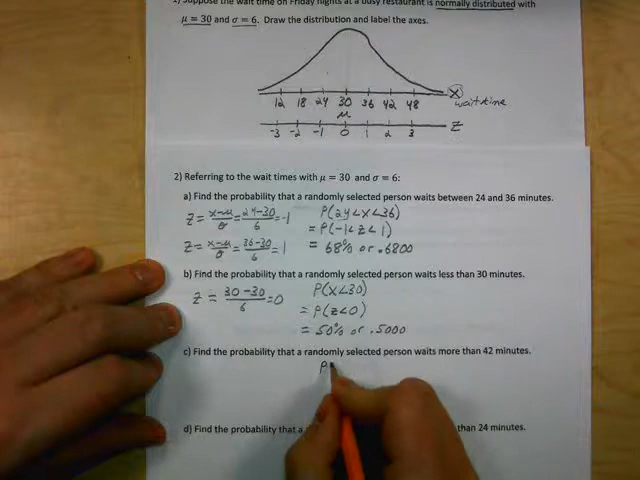 1) Suppose the wait time on Friday nights at a busy restaurant is normally distributed with
μ = 30 and σ = 6. Draw the distribution and label the axes.
12 18 24 30 36 42 48 X
μ wait time
-3 -2 -1 0 1 2 3 Z
2) Referring to the wait times with μ = 30 and σ = 6:
a) Find the probability that a randomly selected person waits between 24 and 36 minutes.
Z = x-μ/σ = 24-30/6 = -1 P(24<x<36)
= P(-1<z<1)
Z = x-μ/σ = 36-30/6 = 1 = 68% or .6800
b) Find the probability that a randomly selected person waits less than 30 minutes.
Z = 30-30/6 = 0 P(x<30)
= P(z<0)
= 50% or .5000
c) Find the probability that a randomly selected person waits more than 42 minutes.
P
d) Find the probability that a than 24 minutes.